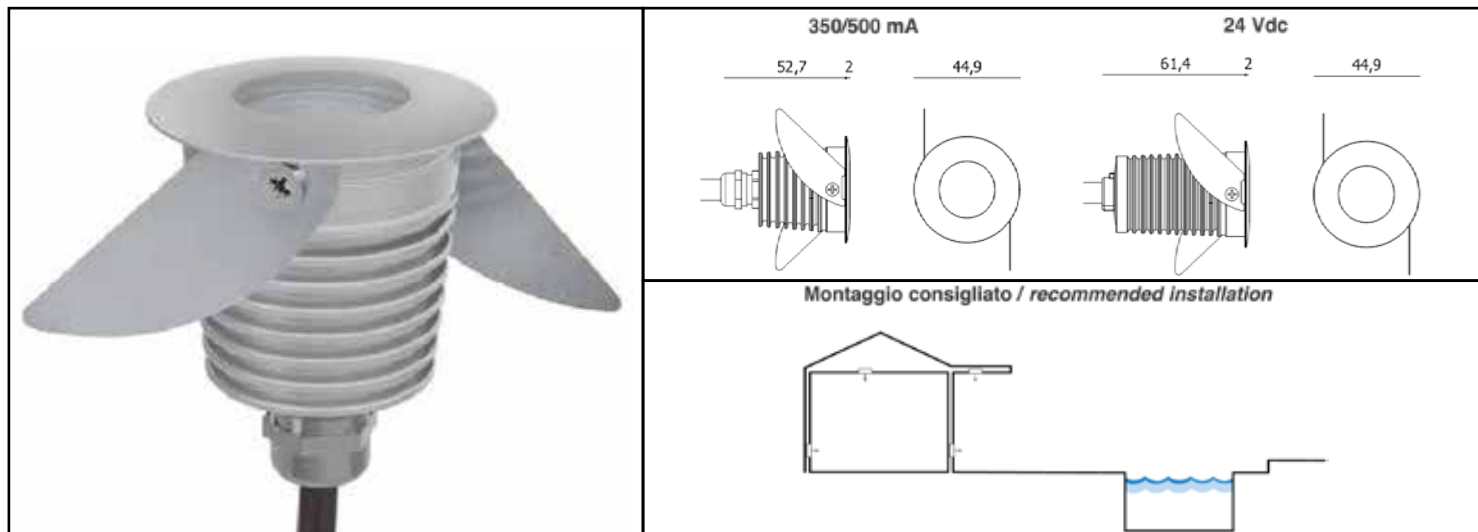 350/500 mA
24 Vdc
52,7 2
44,9
61,4 2
44,9
Montaggio consigliato / recommended installation